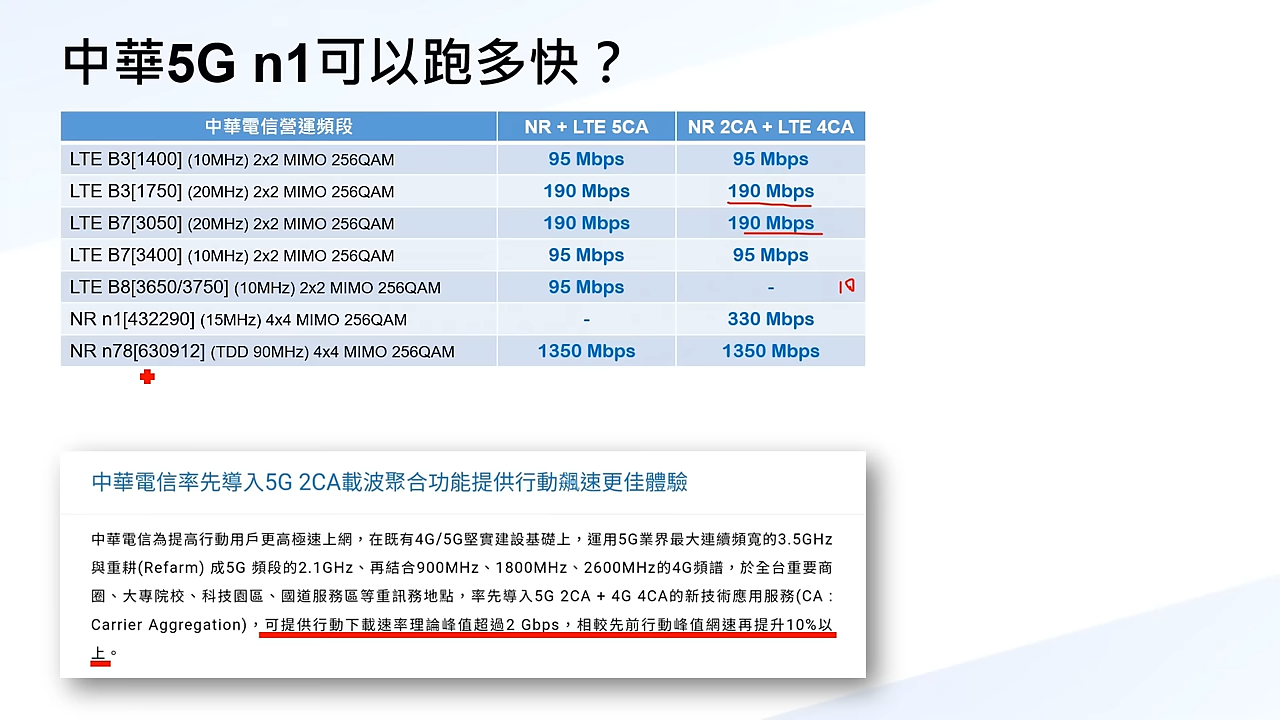 中華5G n1可以跑多快？
中華電信營運頻段 NR + LTE 5CA NR 2CA + LTE 4CA
LTE B3[1400] (10MHz) 2x2 MIMO 256QAM 95 Mbps 95 Mbps
LTE B3[1750] (20MHz) 2x2 MIMO 256QAM 190 Mbps 190 Mbps
LTE B7[3050] (20MHz) 2x2 MIMO 256QAM 190 Mbps 190 Mbps
LTE B7[3400] (10MHz) 2x2 MIMO 256QAM 95 Mbps 95 Mbps
LTE B8[3650/3750] (10MHz) 2x2 MIMO 256QAM 95 Mbps -
NR n1[432290] (15MHz) 4x4 MIMO 256QAM - 330 Mbps
NR n78[630912] (TDD 90MHz) 4x4 MIMO 256QAM 1350 Mbps 1350 Mbps
中華電信率先導入5G 2CA載波聚合功能提供行動飆速更佳體驗
中華電信為提高行動用戶更高極速上網，在既有4G/5G堅實建設基礎上，運用5G業界最大連續頻寬的3.5GHz
與重耕(Refarm) 成5G 頻段的2.1GHz、再結合900MHz、1800MHz、2600MHz的4G頻譜，於全台重要商
圈、大專院校、科技園區、國道服務區等重訊務地點，率先導入5G 2CA + 4G 4CA的新技術應用服務(CA :
Carrier Aggregation)，可提供行動下載速率理論峰值超過2 Gbps，相較先前行動峰值網速再提升10%以
上。